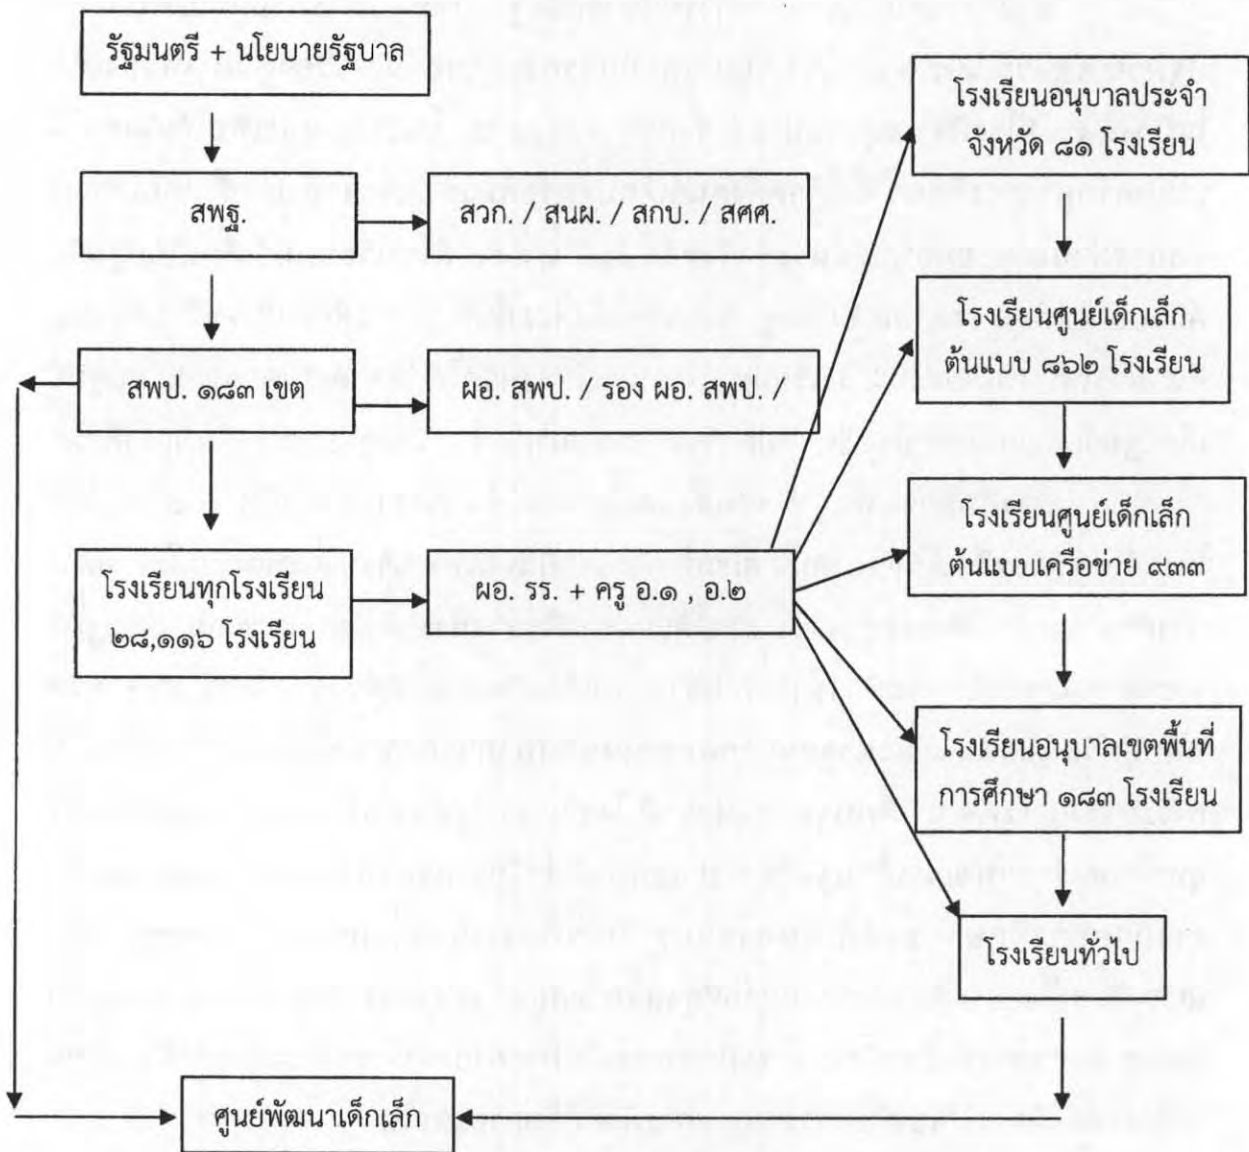 รัฐมนตรี + นโยบายรัฐบาล
สพฐ.
สวก. / สนผ. / สกบ. / สศศ.
สพป. ๑๘๓ เขต
ผอ. สพป. / รอง ผอ. สพป. /
โรงเรียนทุกโรงเรียน
๒๘,๑๑๖ โรงเรียน
ผอ. รร. + ครู อ.๑ , อ.๒
โรงเรียนอนุบาลประจำ
จังหวัด ๘๑ โรงเรียน
โรงเรียนศูนย์เด็กเล็ก
ต้นแบบ ๘๖๒ โรงเรียน
โรงเรียนศูนย์เด็กเล็ก
ต้นแบบเครือข่าย ๙๓๓
โรงเรียนอนุบาลเขตพื้นที่
การศึกษา ๑๘๓ โรงเรียน
โรงเรียนทั่วไป
ศูนย์พัฒนาเด็กเล็ก